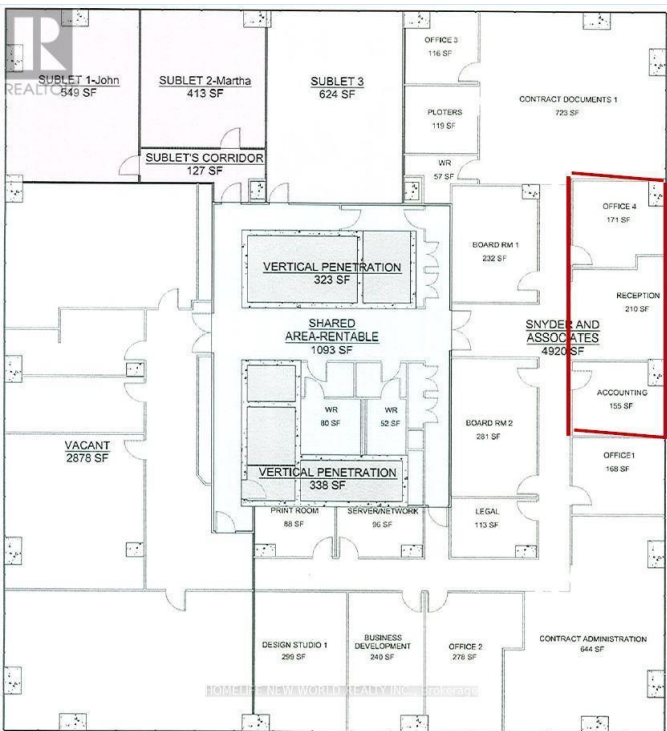 R
REALTOR
SUBLET 1-John
549 SF
SUBLET 2-Martha
413 SF
SUBLET 3
624 SF
SUBLET'S CORRIDOR
127 SF
OFFICE 3
116 SF
PLOTERS
119 SF
WR
57 SF
CONTRACT DOCUMENTS 1
723 SF
OFFICE 4
171 SF
BOARD RM 1
232 SF
RECEPTION
210 SF
VERTICAL PENETRATION
323 SF
SHARED
AREA-RENTABLE
1093 SF
SNYDER AND
ASSOCIATES
4920 SF
ACCOUNTING
155 SF
WR
80 SF
WR
52 SF
BOARD RM 2
281 SF
VACANT
2878 SF
OFFICE1
168 SF
VERTICAL PENETRATION
338 SF
PRINT ROOM
88 SF
SERVER/NETWORK
96 SF
LEGAL
113 SF
DESIGN STUDIO 1
299 SF
BUSINESS
DEVELOPMENT
240 SF
OFFICE 2
278 SF
CONTRACT ADMINISTRATION
644 SF
HOMELIFE NEW WORLD REALTY INC., Brokerage